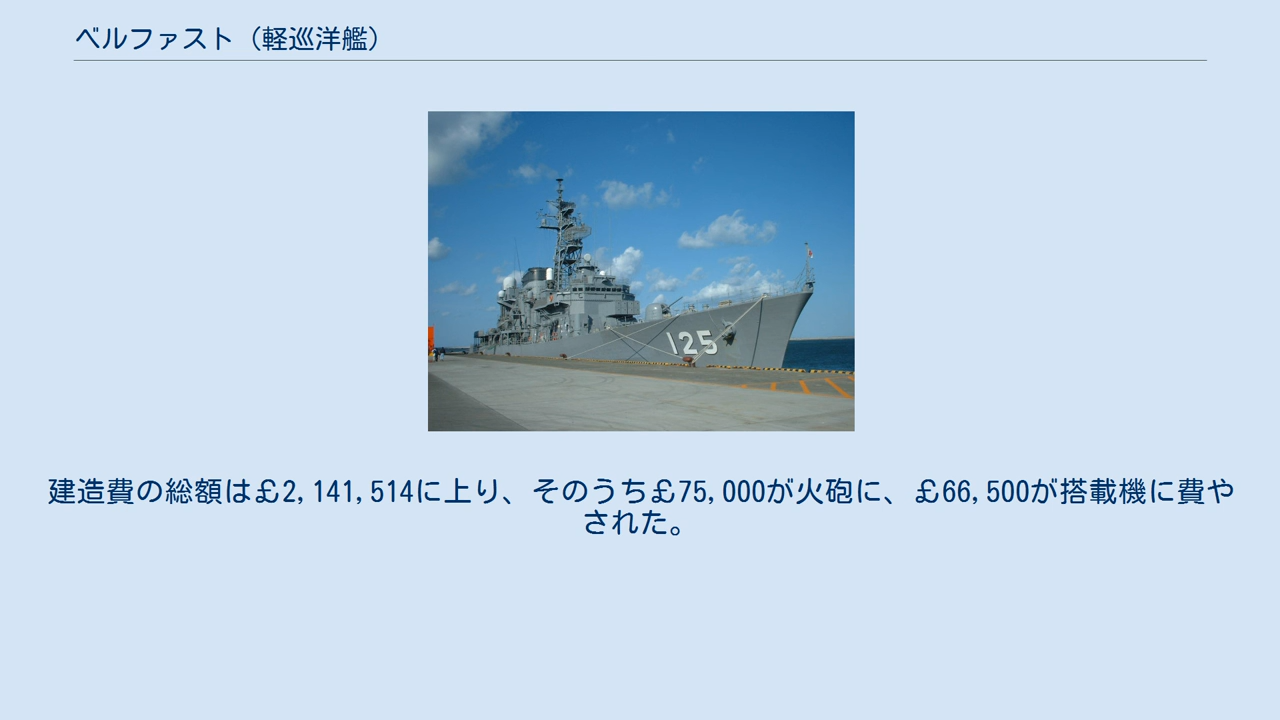 ベルファスト（軽巡洋艦）
125
建造費の総額は£2,141,514に上り、そのうち£75,000が火砲に、£66,500が搭載機に費や
された。